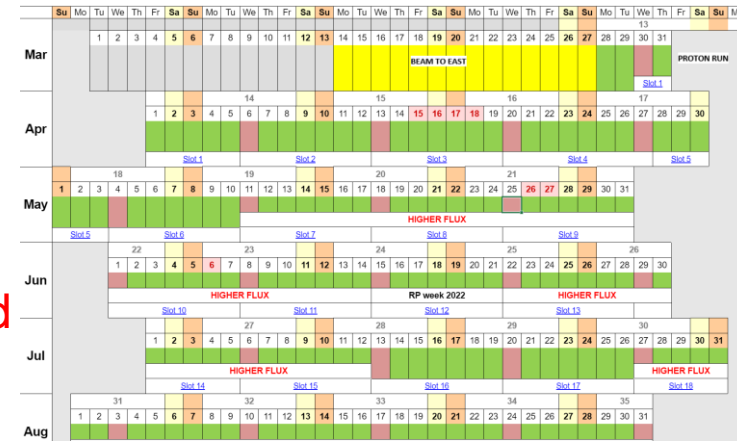 Su Mo Tu We Th Fr Sa Su Mo Tu We Th Fr Sa Su Mo Tu We Th Fr Sa Su Mo Tu We Th Fr Sa Su Mo Tu We Th Fr Sa Su M
13
Mar 1 2 3 4 5 6 7 8 9 10 11 12 13 14 15 16 17 18 19 20 21 22 23 24 25 26 27 28 29 30 31
BEAM TO EAST PROTON RUN
Slot 1
14 15 16 17
Apr 1 2 3 4 5 6 7 8 9 10 11 12 13 14 15 16 17 18 19 20 21 22 23 24 25 26 27 28 29 30
Slot 1 Slot 2 Slot 3 Slot 4 Slot 5
18 19 20 21
May 1 2 3 4 5 6 7 8 9 10 11 12 13 14 15 16 17 18 19 20 21 22 23 24 25 26 27 28 29 30 31
HIGHER FLUX
Slot 5 Slot 6 Slot 7 Slot 8 Slot 9
22 23 24 25 26
Jun 1 2 3 4 5 6 7 8 9 10 11 12 13 14 15 16 17 18 19 20 21 22 23 24 25 26 27 28 29 30
HIGHER FLUX RP week 2022 HIGHER FLUX
d
Slot 10 Slot 11 Slot 12 Slot 13
27 28 29 30
Jul 1 2 3 4 5 6 7 8 9 10 11 12 13 14 15 16 17 18 19 20 21 22 23 24 25 26 27 28 29 30 31
HIGHER FLUX HIGHER FLUX
Slot 14 Slot 15 Slot 16 Slot 17 Slot 18
31 32 33 34 35
Aug 1 2 3 4 5 6 7 8 9 10 11 12 13 14 15 16 17 18 19 20 21 22 23 24 25 26 27 28 29 30 31